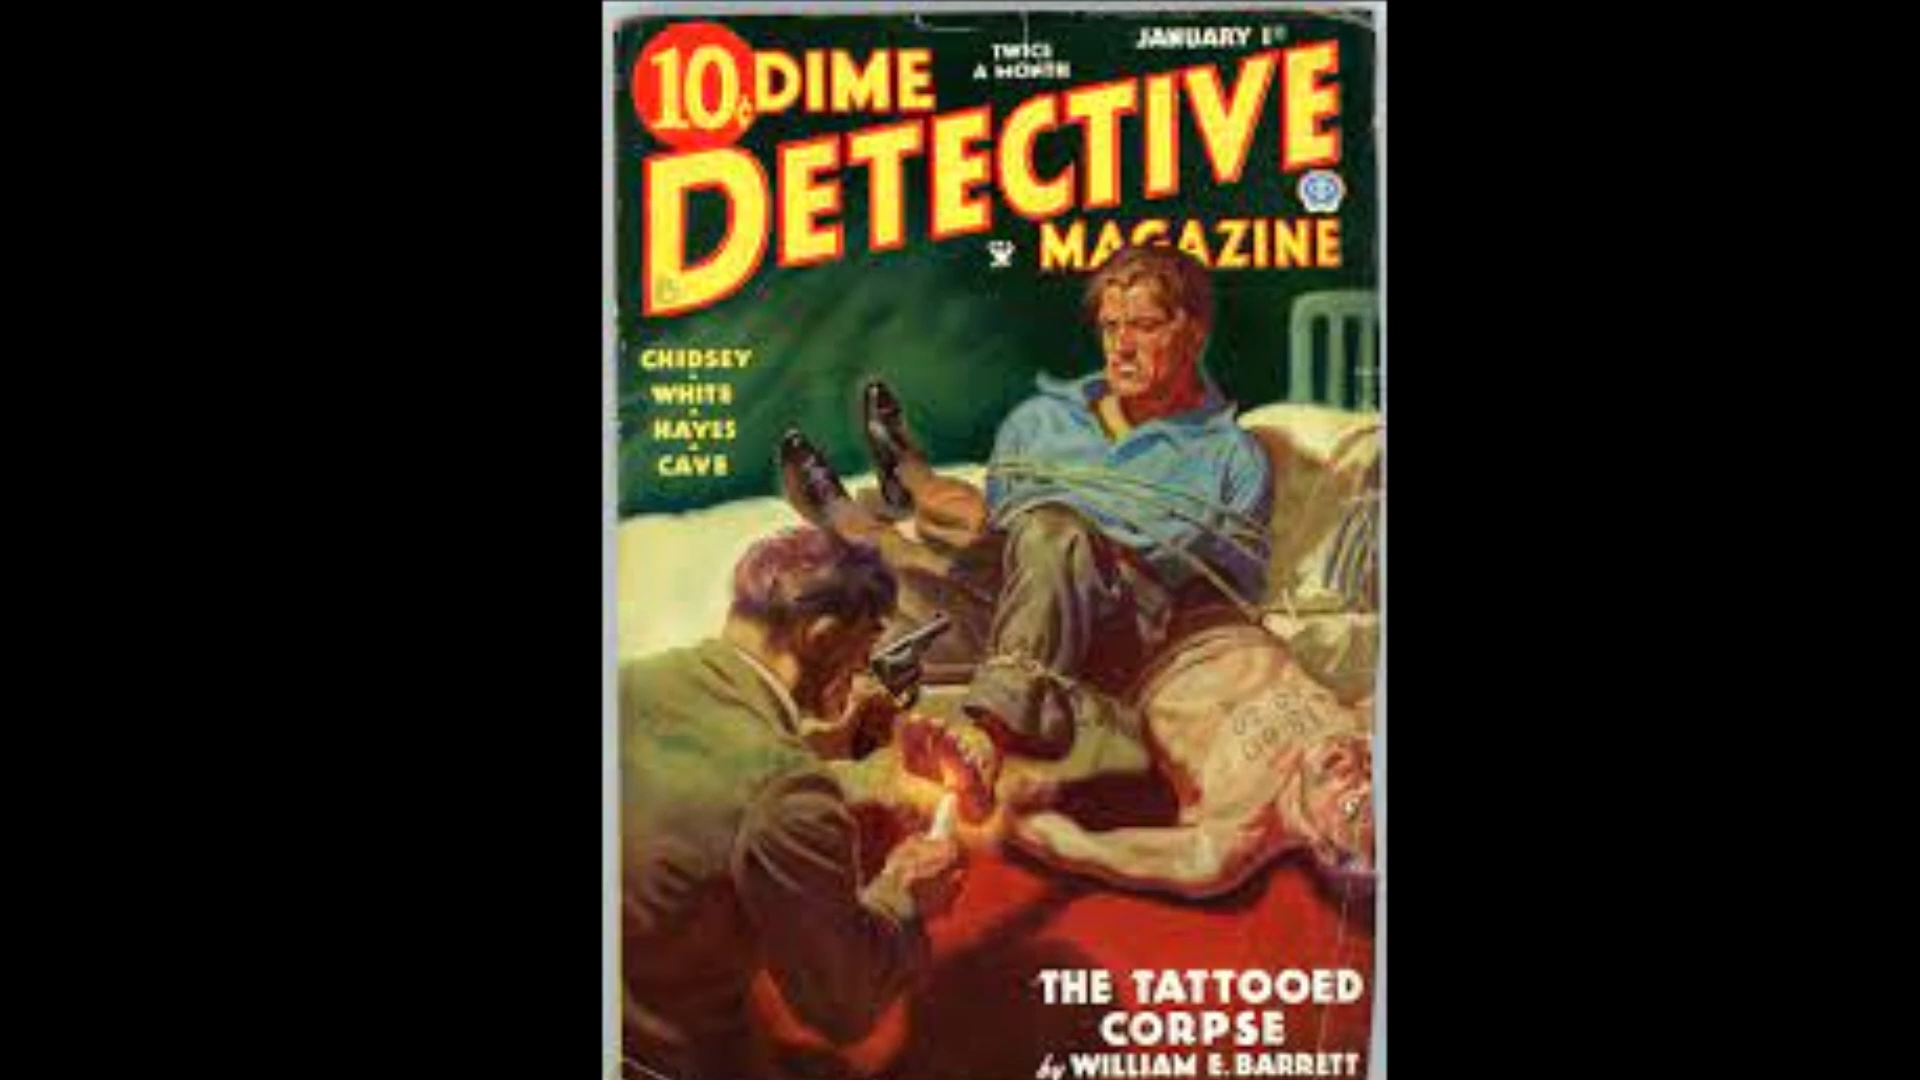 10¢ DIME
TWICE
A MONTH
JANUARY 1st
DETECTIVE
MAGAZINE
CHIDSEY
WHITE
HAYES
CAVE
THE TATTOOED
CORPSE
by WILLIAM E. BARRETT